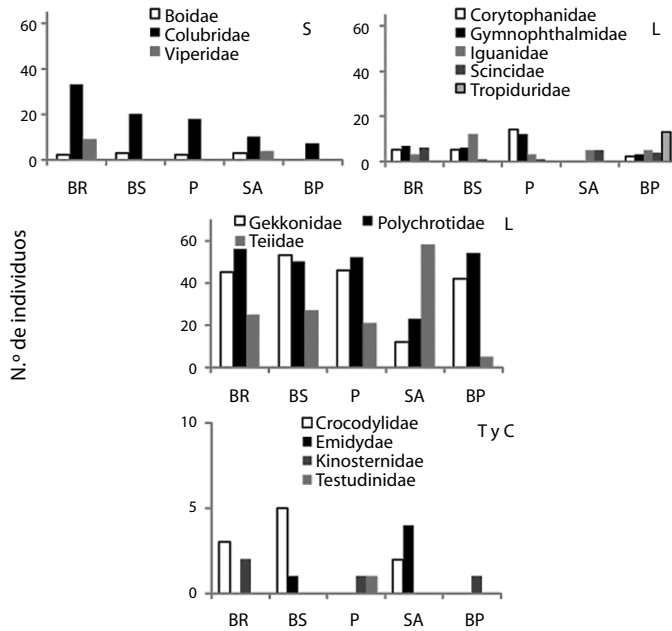 Boidae
Colubridae
Viperidae
S
60
40
20
0
BR BS P SA BP
Corytophanidae
Gymnophthalmidae
Iguanidae
Scincidae
Tropiduridae
L
60
40
20
0
BR BS P SA BP
N.º de individuos
Gekkonidae Polychrotidae L
Teiidae
60
40
20
0
BR BS P SA BP
Crocodylidae
Emidydae
Kinosternidae
Testudinidae
T y C
10
5
0
BR BS P SA BP